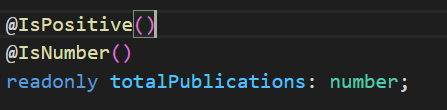 @IsPositive()
@IsNumber()
readonly totalPublications: number;